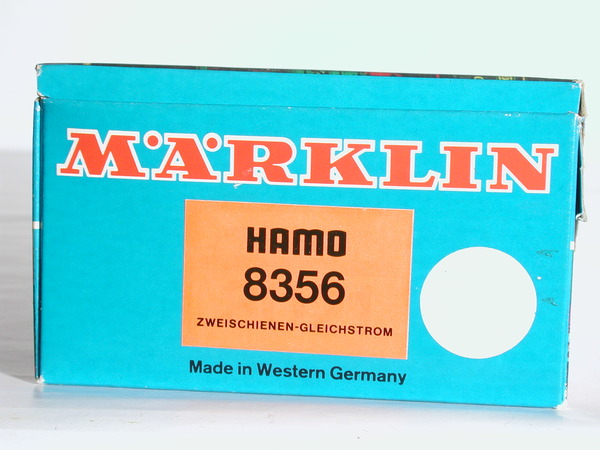 MÄRKLIN
HAMO
8356
ZWEISCHIENEN-GLEICHSTROM
Made in Western Germany